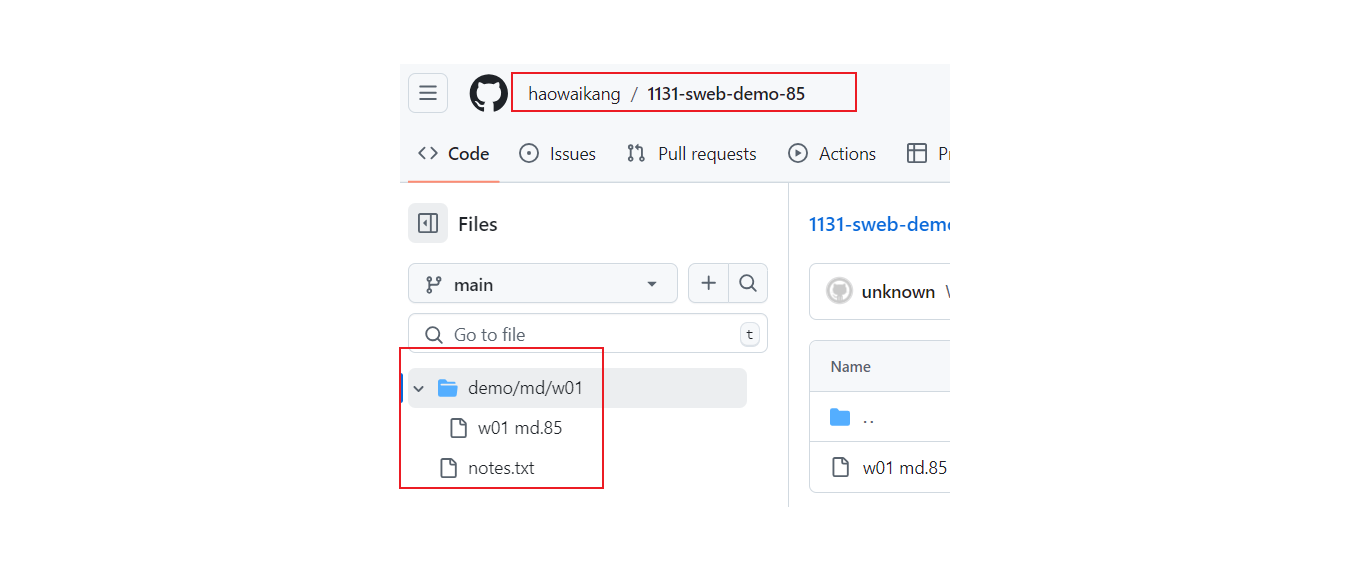 haowaikang / 1131-sweb-demo-85
Code Issues Pull requests Actions
Files
1131-sweb-demo
main
unknown
Go to file t
Name
demo/md/w01
..
w01 md.85
notes.txt
w01 md.85